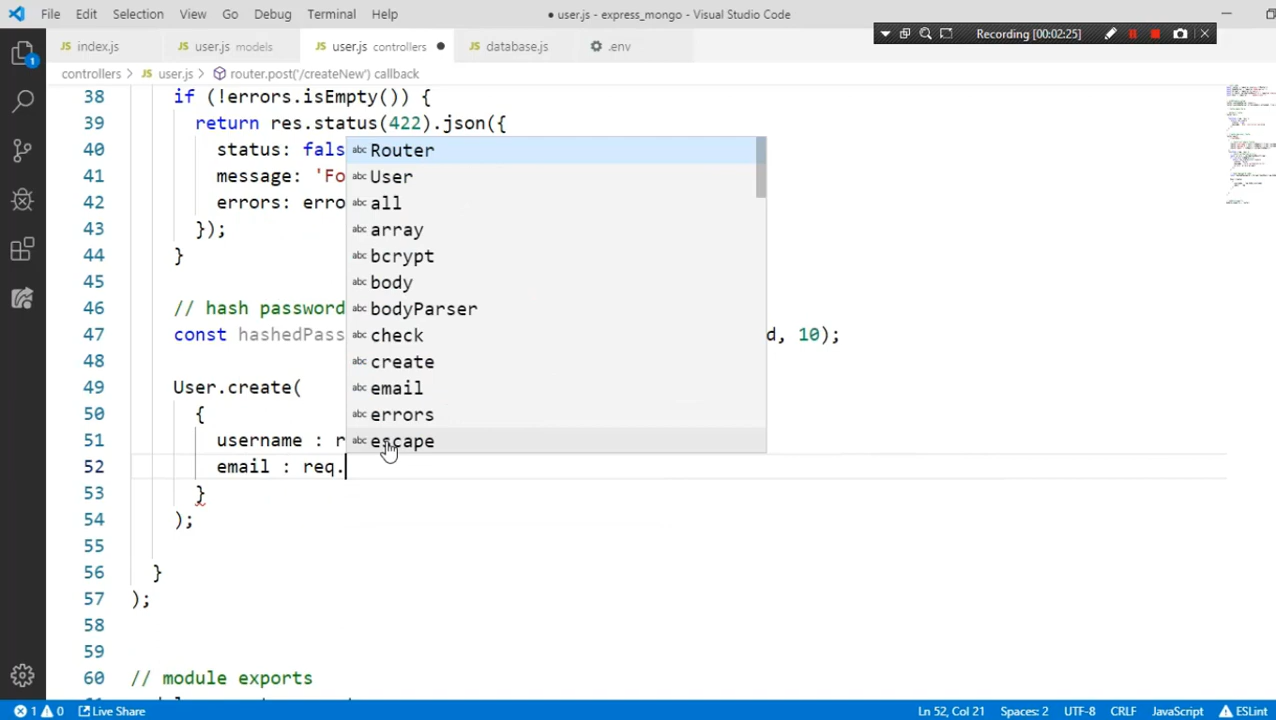 File Edit Selection View Go Debug Terminal Help
● user.js - express_mongo - Visual Studio Code
Recording [00:02:25]
JS index.js
JS user.js models
JS user.js controllers ●
JS database.js
.env
controllers > JS user.js > router.post('/createNew') callback
38 if (!errors.isEmpty()) {
39 return res.status(422).json({
40 status: fals
41 message: 'Fo
42 errors: erro
43 });
44 }
45
46 // hash password
47 const hashedPass d, 10);
48
49 User.create(
50 {
51 username : r
52 email : req.
53 }
54 );
55
56 }
57 );
58
59
60 // module exports
abc Router
abc User
abc all
abc array
abc bcrypt
abc body
abc bodyParser
abc check
abc create
abc email
abc errors
abc escape
1
1 0 Live Share
Ln 52, Col 21 Spaces: 2 UTF-8 CRLF JavaScript ESLint